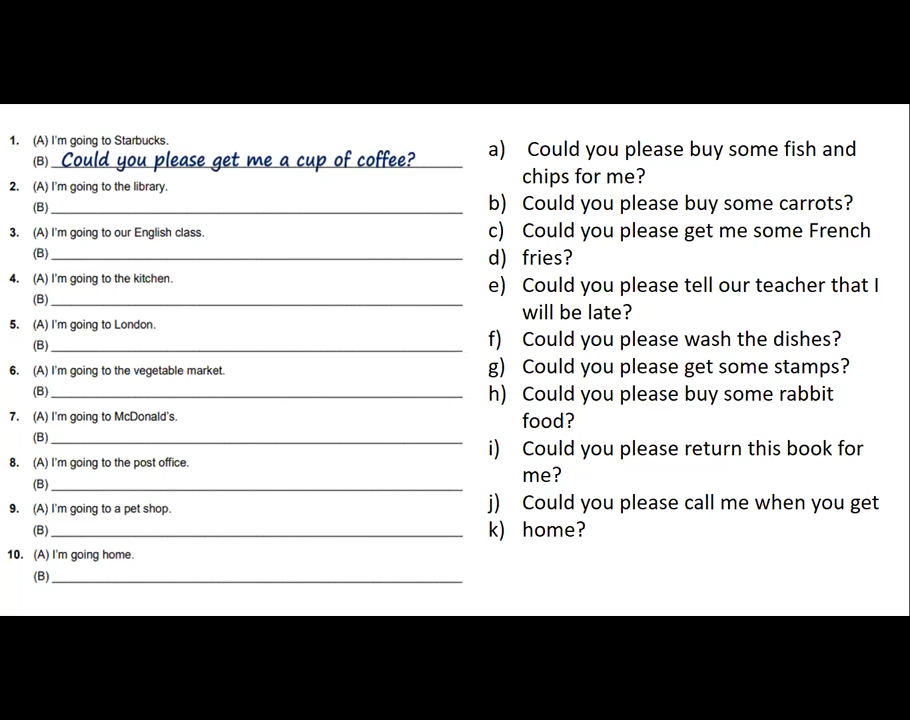 1. (A) I'm going to Starbucks.
(B) Could you please get me a cup of coffee?
2. (A) I'm going to the library.
(B)
3. (A) I'm going to our English class.
(B)
4. (A) I'm going to the kitchen.
(B)
5. (A) I'm going to London.
(B)
6. (A) I'm going to the vegetable market.
(B)
7. (A) I'm going to McDonald's.
(B)
8. (A) I'm going to the post office.
(B)
9. (A) I'm going to a pet shop.
(B)
10. (A) I'm going home.
(B)
a) Could you please buy some fish and
chips for me?
b) Could you please buy some carrots?
c) Could you please get me some French
d) fries?
e) Could you please tell our teacher that I
will be late?
f) Could you please wash the dishes?
g) Could you please get some stamps?
h) Could you please buy some rabbit
food?
i) Could you please return this book for
me?
j) Could you please call me when you get
k) home?